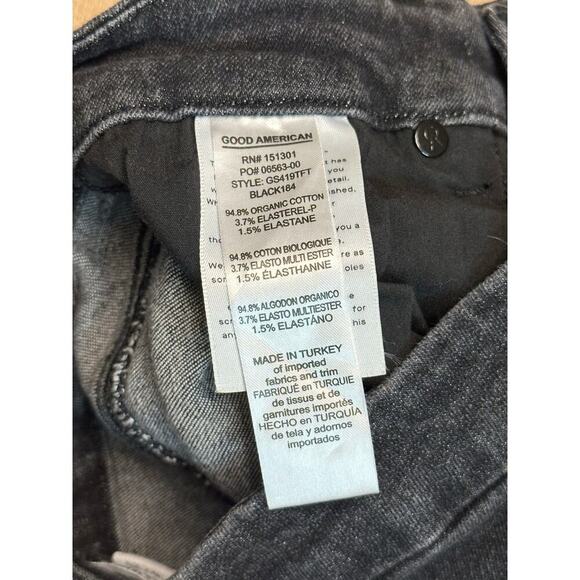 GOOD AMERICAN
RN# 151301
PO# 06563-00
STYLE: GS419TFT
BLACK184
94.8% ORGANIC COTTON
3.7% ELASTEREL-P
1.5% ELASTANE
94.8% COTON BIOLOGIQUE
3.7% ELASTO MULTI ESTER
1.5% ÉLASTHANNE
94.8% ALGODON ORGANICO
3.7% ELASTO MULTIESTER
1.5% ELASTÁNO
MADE IN TURKEY
of imported
fabrics and trim
FABRIQUÉ en TURQUIE
de tissus et de
garnitures importés
HECHO en TURQUÍA
de tela y adornos
importados